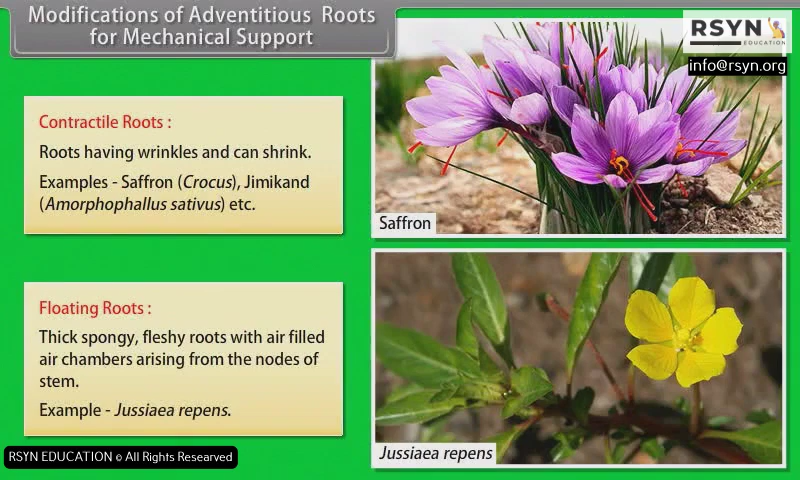 Modifications of Adventitious Roots
for Mechanical Support
RSYN
EDUCATION
info@rsyn.org
Contractile Roots :
Roots having wrinkles and can shrink.
Examples - Saffron (Crocus), Jimikand
(Amorphophallus sativus) etc.
Saffron
Floating Roots :
Thick spongy, fleshy roots with air filled
air chambers arising from the nodes of
stem.
Example - Jussiaea repens.
Jussiaea repens
RSYN EDUCATION © All Rights Researved